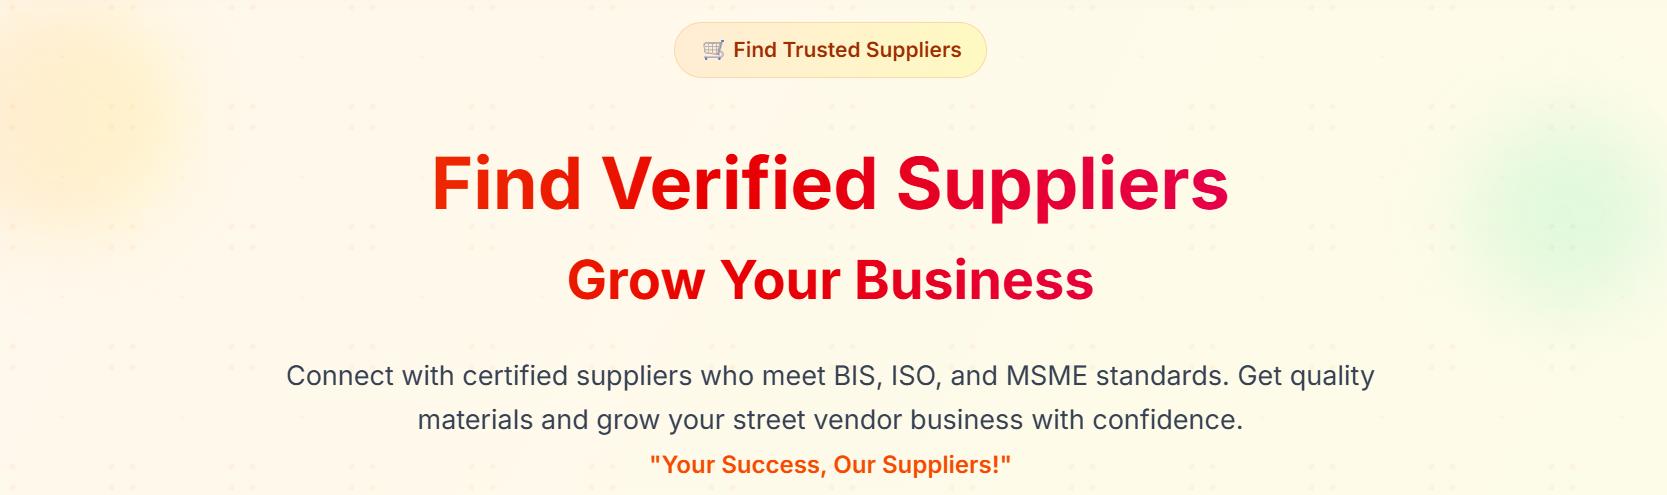 🛒 Find Trusted Suppliers
Find Verified Suppliers
Grow Your Business
Connect with certified suppliers who meet BIS, ISO, and MSME standards. Get quality
materials and grow your street vendor business with confidence.
"Your Success, Our Suppliers!"